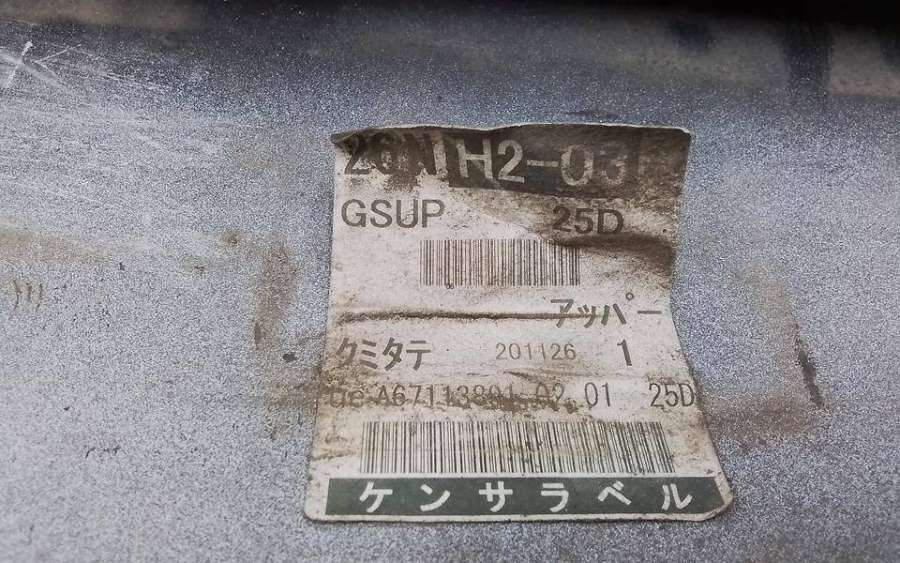 26N H2-03
GSUP 25D
アッパー
クミタテ 201126 1
A67113801 02 01 25D
ケンサラベル